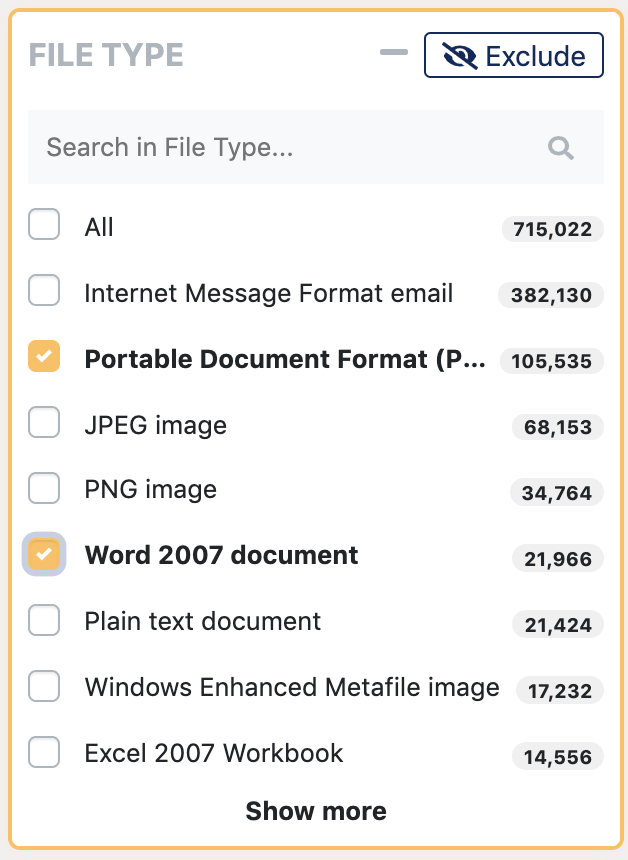 FILE TYPE
Exclude
Search in File Type...
All 715,022
Internet Message Format email 382,130
Portable Document Format (P... 105,535
JPEG image 68,153
PNG image 34,764
Word 2007 document 21,966
Plain text document 21,424
Windows Enhanced Metafile image 17,232
Excel 2007 Workbook 14,556
Show more